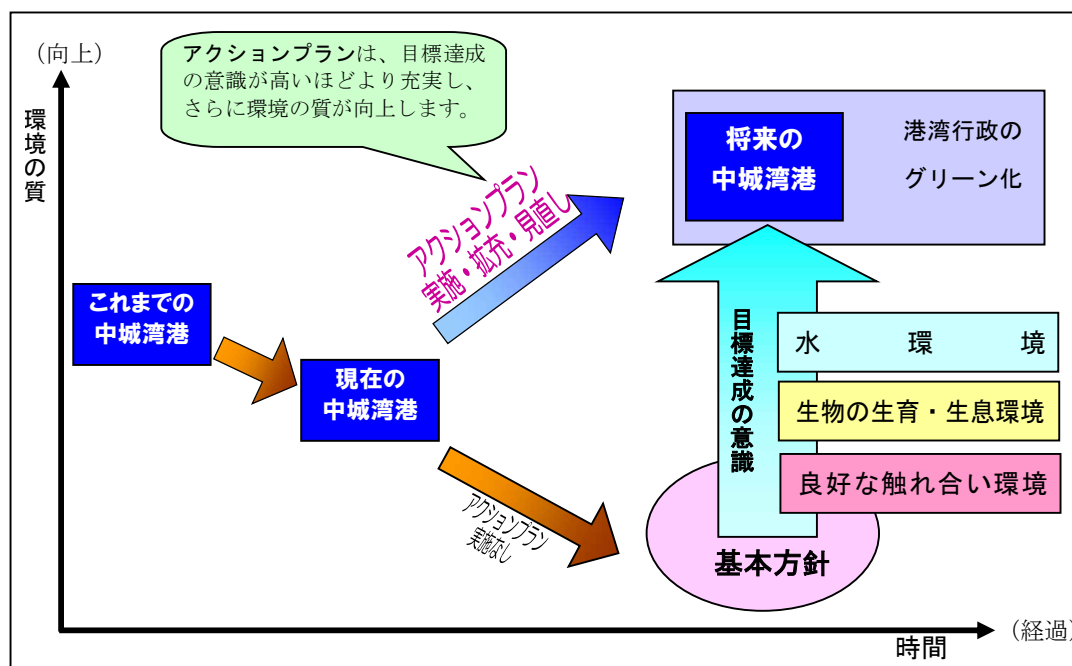 （向上）
環境の質
アクションプランは、目標達成
の意識が高いほどより充実し、
さらに環境の質が向上します。
これまでの
中城湾港
現在の
中城湾港
アクションプラン
実施・拡充・見直し
アクションプラン
実施なし
将来の
中城湾港
港湾行政の
グリーン化
目標達成の意識
水環境
生物の生育・生息環境
良好な触れ合い環境
基本方針
時間
（経過）